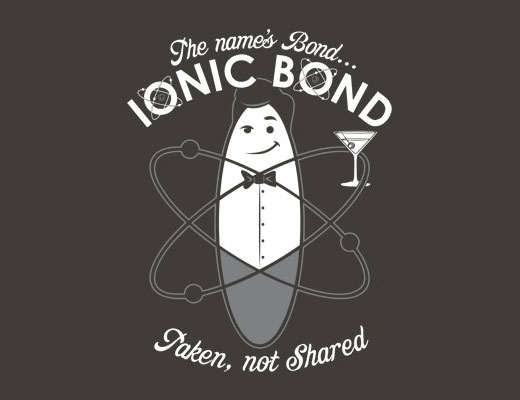 The name's Bond...
IONIC BOND
Taken, not Shared